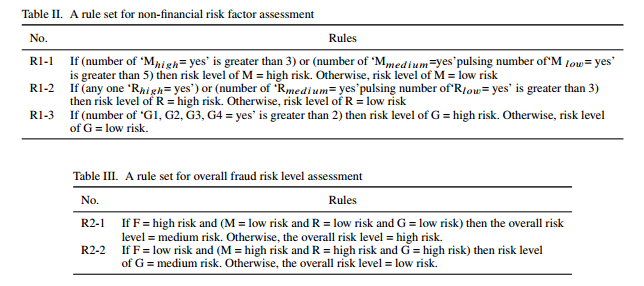 Table II. A rule set for non-financial risk factor assessment
No. Rules
R1-1 If (number of ‘Mhigh= yes’ is greater than 3) or (number of ‘Mmedium=yes’pulsing number of‘M low= yes’
is greater than 5) then risk level of M = high risk. Otherwise, risk level of M = low risk
R1-2 If (any one ‘Rhigh= yes’) or (number of ‘Rmedium= yes’pulsing number of‘Rlow= yes’ is greater than 3)
then risk level of R = high risk. Otherwise, risk level of R = low risk
R1-3 If (number of ‘G1, G2, G3, G4 = yes’ is greater than 2) then risk level of G = high risk. Otherwise, risk level
of G = low risk.
Table III. A rule set for overall fraud risk level assessment
No. Rules
R2-1 If F = high risk and (M = low risk and R = low risk and G = low risk) then the overall risk
level = medium risk. Otherwise, the overall risk level = high risk.
R2-2 If F = low risk and (M = high risk and R = high risk and G = high risk) then risk level
of G = medium risk. Otherwise, the overall risk level = low risk.